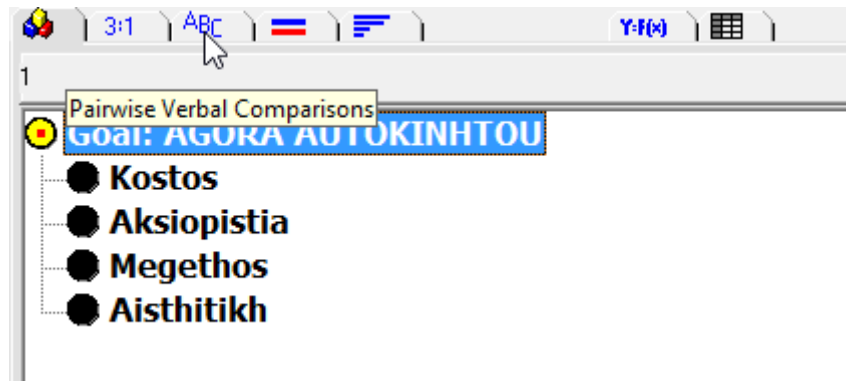 3:1 ABC Y=F(x)
1
Pairwise Verbal Comparisons
Goal: AGORA AUTOKINHTOU
Kostos
Aksiopistia
Megethos
Aisthitikh